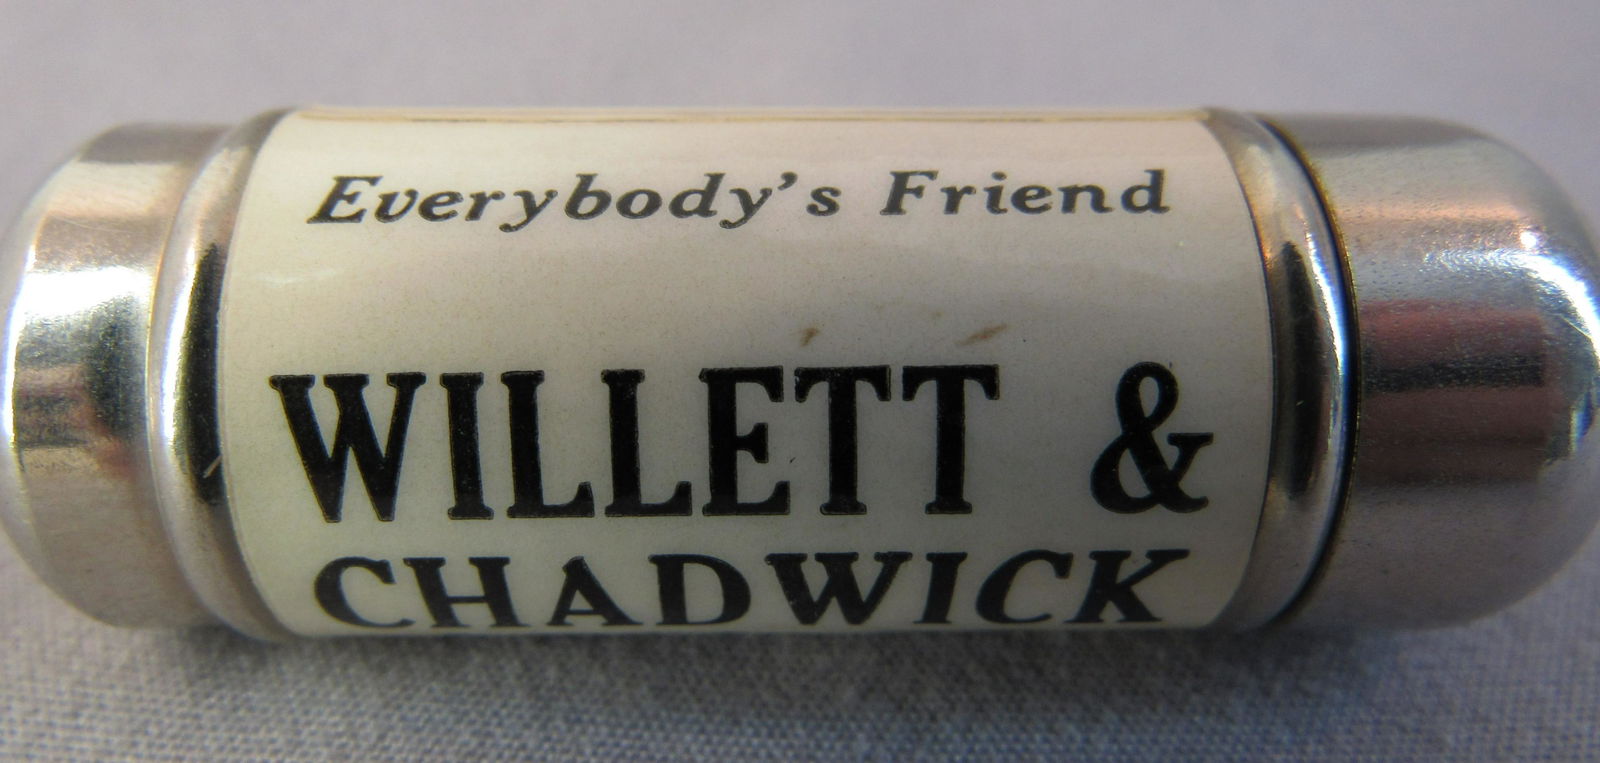 Everybody's Friend
WILLETT &
CHADWICK